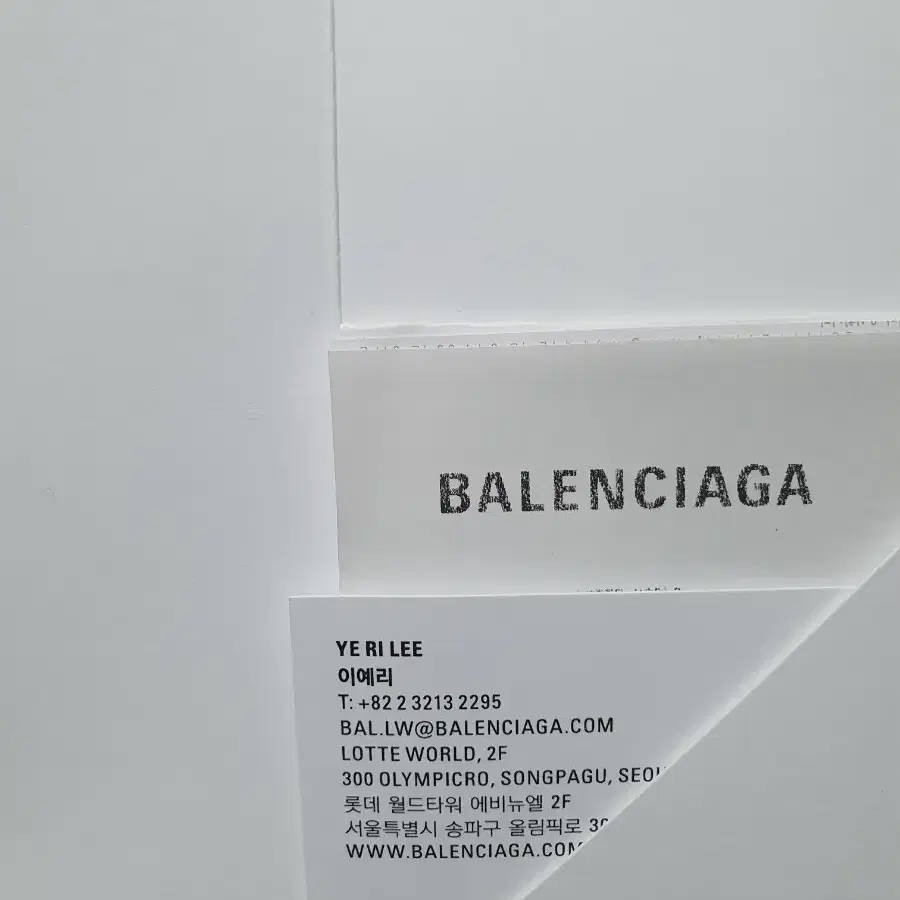 BALENCIAGA
YE RI LEE
이예리
T: +82 2 3213 2295
BAL.LW@BALENCIAGA.COM
LOTTE WORLD, 2F
300 OLYMPICRO, SONGPAGU,
롯데 월드타워 에비뉴엘 2F
서울특별시 송파구 올림픽로
WWW.BALENCIAGA.COM